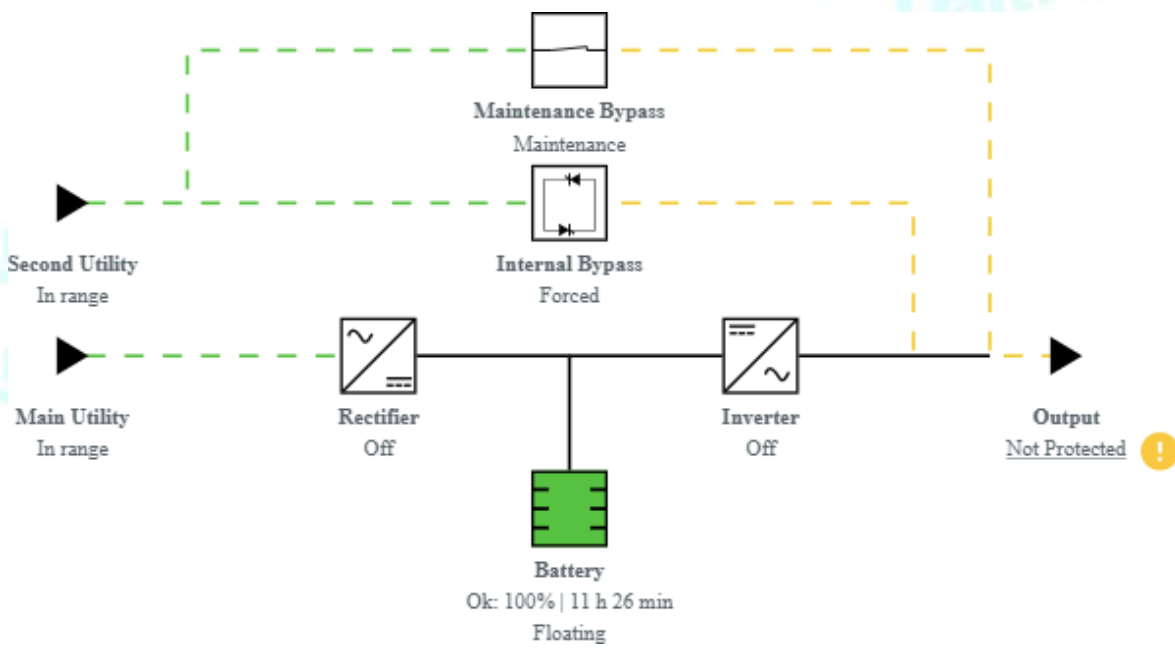 Maintenance Bypass
Maintenance
Second Utility
In range
Internal Bypass
Forced
Main Utility
In range
Rectifier
Off
Inverter
Off
Output
Not Protected
!
Battery
Ok: 100% | 11 h 26 min
Floating